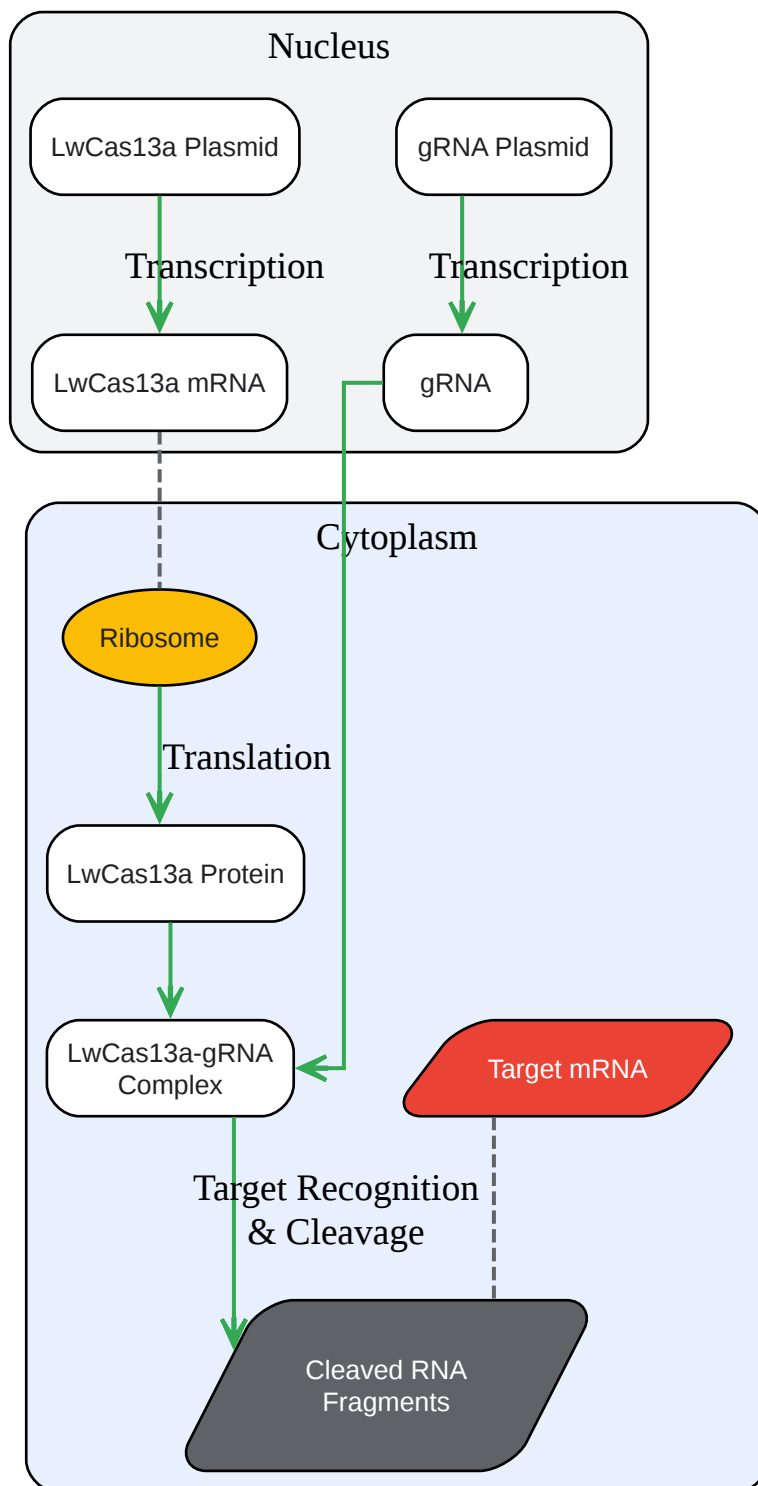 Nucleus
LwCas13a Plasmid
gRNA Plasmid
Transcription
Transcription
LwCas13a mRNA
gRNA
Cytoplasm
Ribosome
Translation
LwCas13a Protein
LwCas13a-gRNA
Complex
Target mRNA
Target Recognition
& Cleavage
Cleaved RNA
Fragments